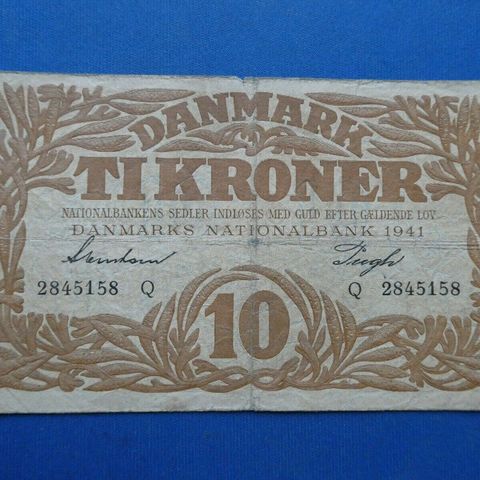 DANMARK
TI KRONER
NATIONALBANKENS SEDLER INDLØSES MED GULD EFTER GÆLDENDE LOV
DANMARKS NATIONALBANK 1941
2845158 Q Q 2845158
10